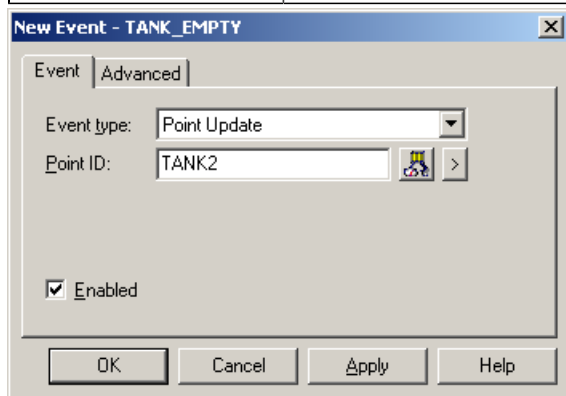 New Event - TANK_EMPTY
Event Advanced
Event type: Point Update
Point ID: TANK2 >
Enabled
OK Cancel Apply Help